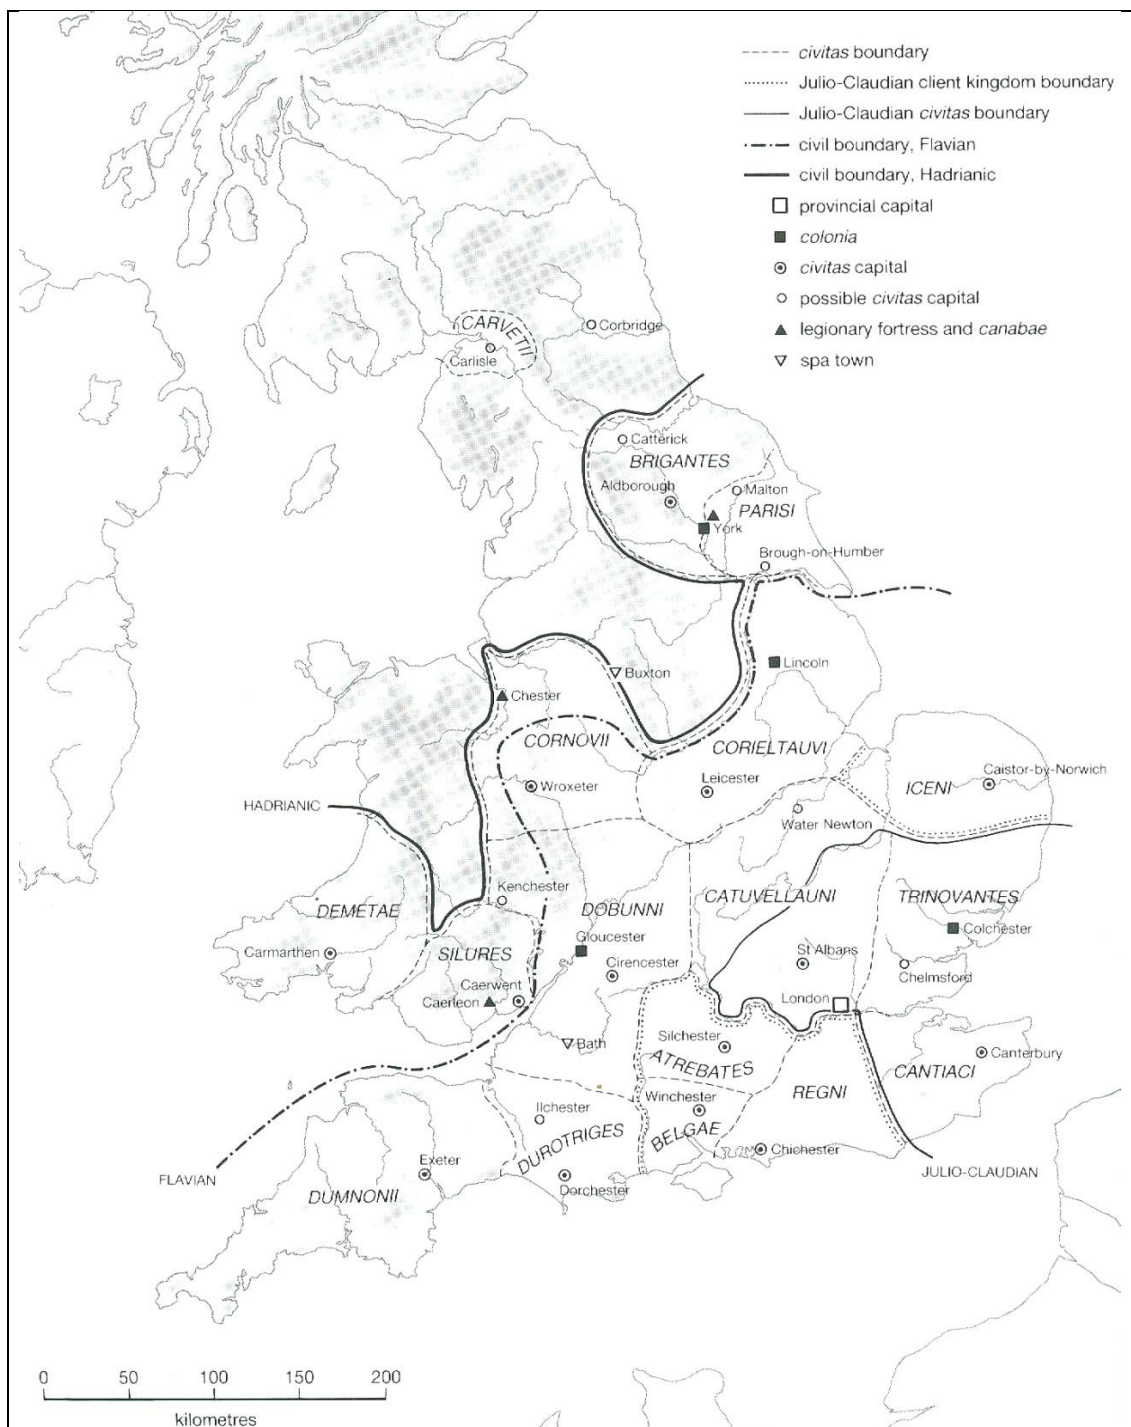 civitas boundary
Julio-Claudian client kingdom boundary
Julio-Claudian civitas boundary
civil boundary, Flavian
civil boundary, Hadrianic
provincial capital
colonia
civitas capital
possible civitas capital
legionary fortress and canabae
spa town
CARVETII
Corbridge
Carlisle
Catterick
BRIGANTES
Aldborough
Malton
PARISI
York
Brough-on-Humber
Lincoln
Buxton
Chester
CORNOVII
CORIELTAUVI
Leicester
Caistor-by-Norwich
ICENI
Wroxeter
HADRIANIC
Water Newton
Kenchester
DEMETAE
DOBUNNI
CATUVELLAUNI
TRINOVANTES
Colchester
Gloucester
Carmarthen
SILURES
Cirencester
St Albans
Chelmsford
Caerwent
Caerleon
London
Bath
Silchester
ATREBATES
Canterbury
CANTIACI
REGNI
Winchester
BELGAE
Ilchester
DUROTRIGES
Chichester
JULIO-CLAUDIAN
FLAVIAN
Exeter
DUMNONII
Dorchester
0 50 100 150 200
kilometres